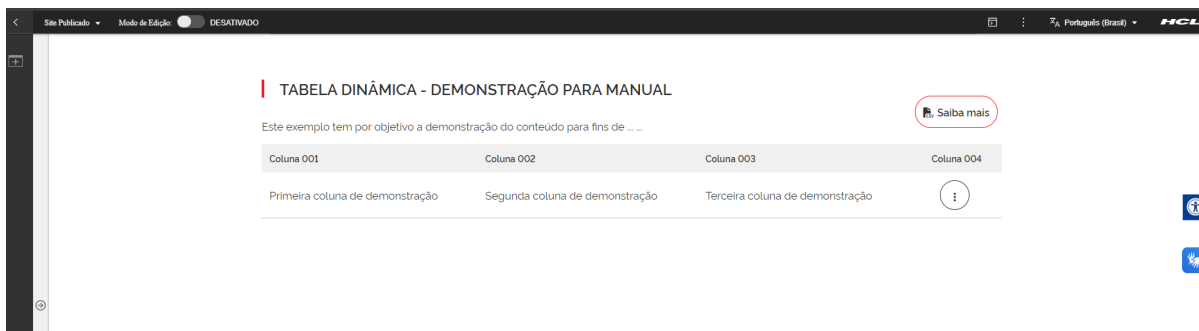 Site Publicado Modo de Edição: DESATIVADO Português (Brasil) HCL
TABELA DINÂMICA - DEMONSTRAÇÃO PARA MANUAL
Saiba mais
Este exemplo tem por objetivo a demonstração do conteúdo para fins de ... ...
Coluna 001 Coluna 002 Coluna 003 Coluna 004
Primeira coluna de demonstração Segunda coluna de demonstração Terceira coluna de demonstração